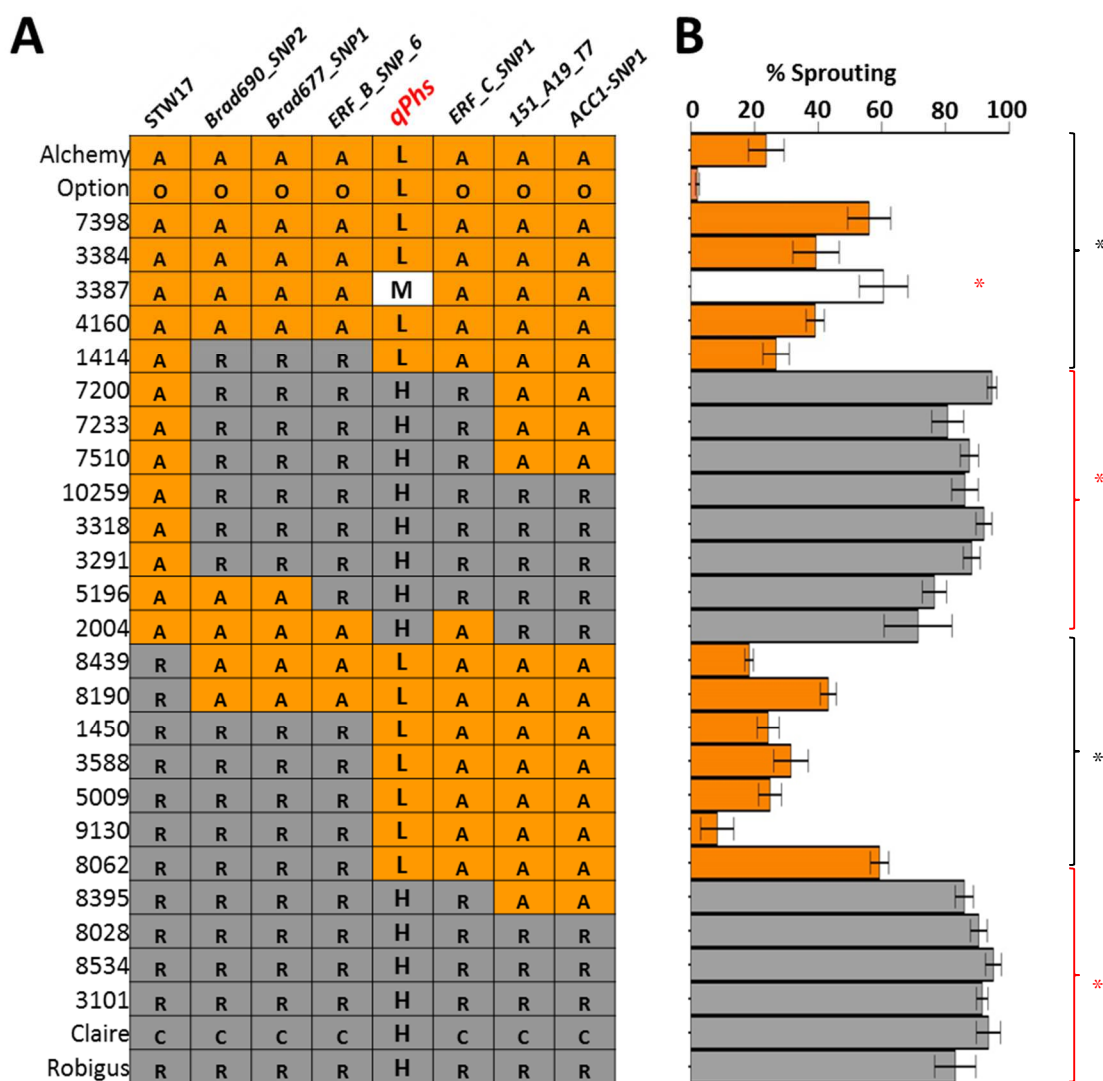 A
B
STW17 Brad690_SNP2 Brad677_SNP1 ERF_B_SNP_6 qPhs ERF_C_SNP1 151_A19_T7 ACC1-SNP1
% Sprouting
0 20 40 60 80 100
Alchemy A A A A L A A A
Option O O O O L O O O
7398 A A A A L A A A
3384 A A A A L A A A
3387 A A A A M A A A *
4160 A A A A L A A A
1414 A R R R L A A A
7200 A R R R H R A A
7233 A R R R H R A A
7510 A R R R H R A A
10259 A R R R H R R R
3318 A R R R H R R R
3291 A R R R H R R R
5196 A A A R H R R R
2004 A A A A H A R R
8439 R A A A L A A A
8190 R A A A L A A A
1450 R R R R L A A A
3588 R R R R L A A A
5009 R R R R L A A A
9130 R R R R L A A A
8062 R R R R L A A A
8395 R R R R H R A A
8028 R R R R H R R R
8534 R R R R H R R R
3101 R R R R H R R R
Claire C C C C H C C C
Robigus R R R R H R R R
*
*
*
*